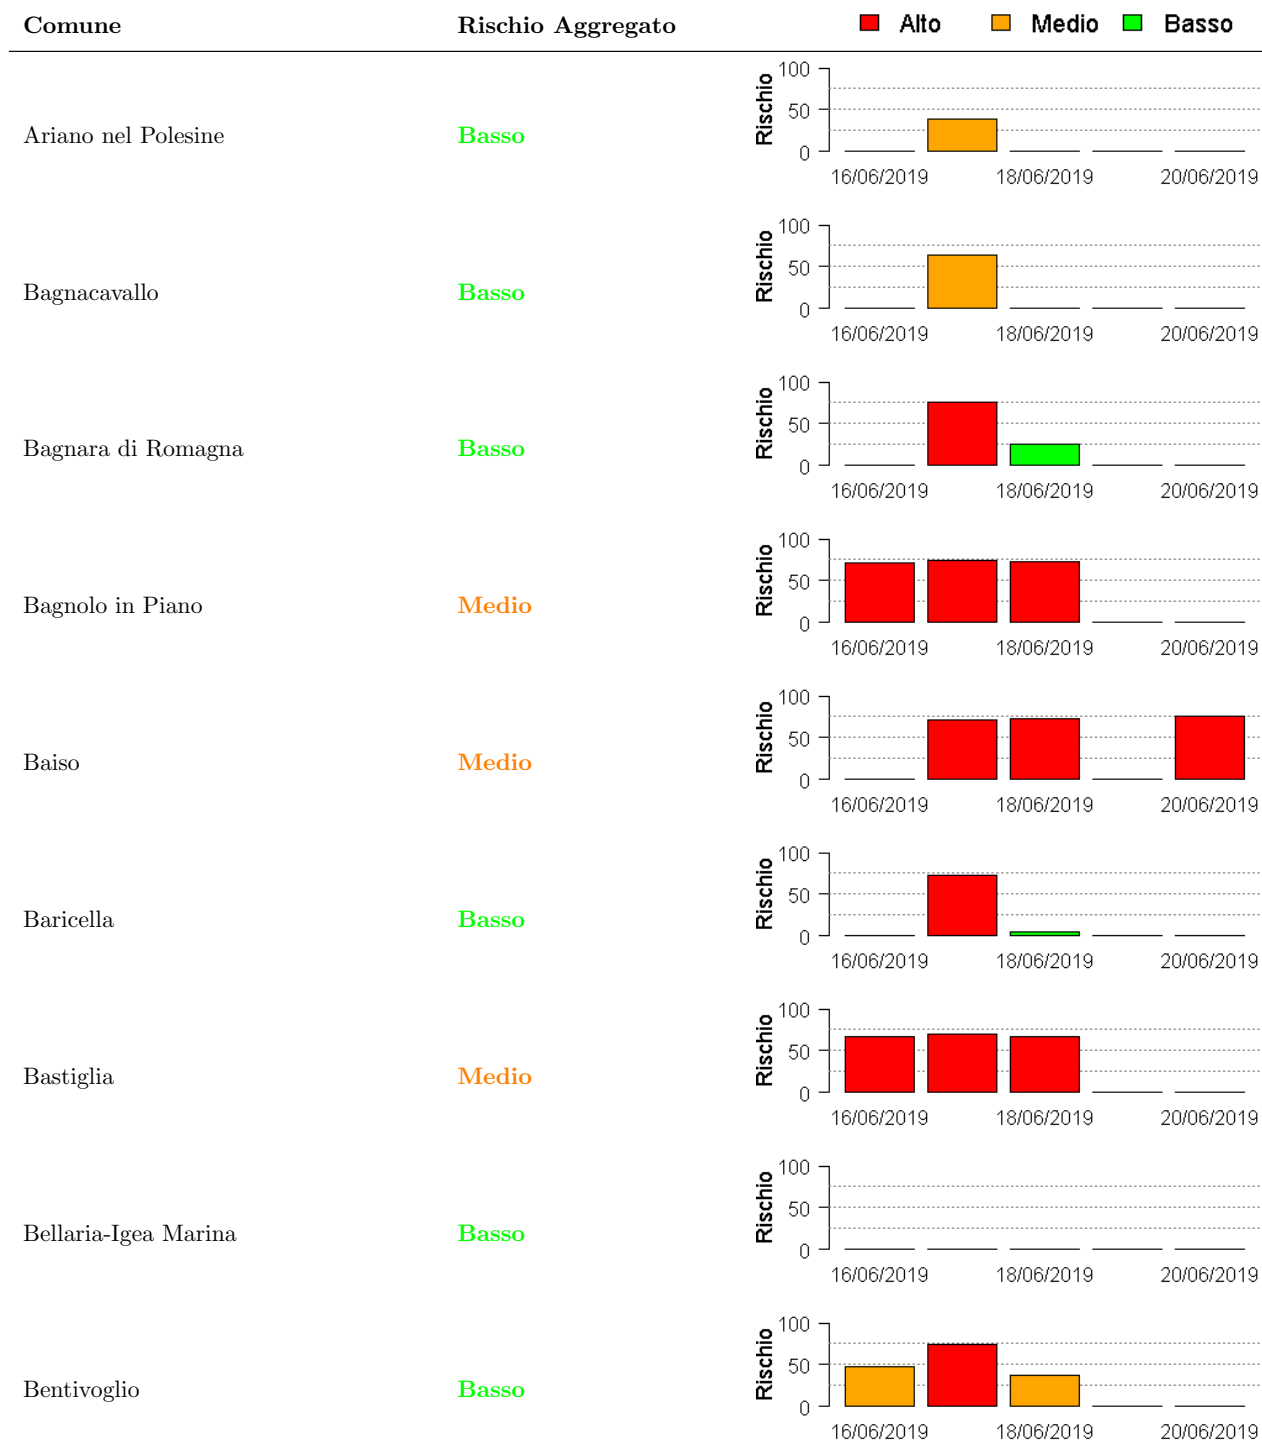 Comune Rischio Aggregato Alto Medio Basso
100
50
0
Rischio
Ariano nel Polesine Basso
16/06/2019 18/06/2019 20/06/2019
100
50
0
Rischio
Bagnacavallo Basso
16/06/2019 18/06/2019 20/06/2019
100
50
0
Rischio
Bagnara di Romagna Basso
16/06/2019 18/06/2019 20/06/2019
100
50
0
Rischio
Bagnolo in Piano Medio
16/06/2019 18/06/2019 20/06/2019
100
50
0
Rischio
Baiso Medio
16/06/2019 18/06/2019 20/06/2019
100
50
0
Rischio
Baricella Basso
16/06/2019 18/06/2019 20/06/2019
100
50
0
Rischio
Bastiglia Medio
16/06/2019 18/06/2019 20/06/2019
100
50
0
Rischio
Bellaria-Igea Marina Basso
16/06/2019 18/06/2019 20/06/2019
100
50
0
Rischio
Bentivoglio Basso
16/06/2019 18/06/2019 20/06/2019